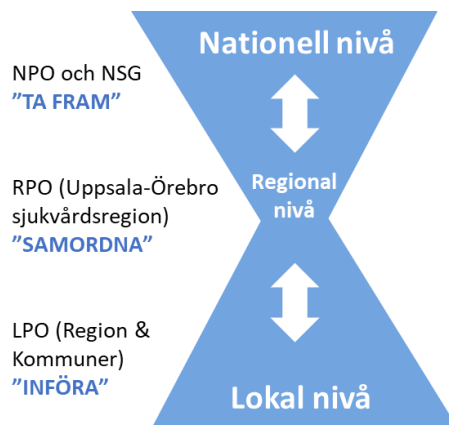 Nationell nivå
NPO och NSG
”TA FRAM”
RPO (Uppsala-Örebro
sjukvårdsregion)
”SAMORDNA”
Regional
nivå
LPO (Region &
Kommuner)
”INFÖRA”
Lokal nivå